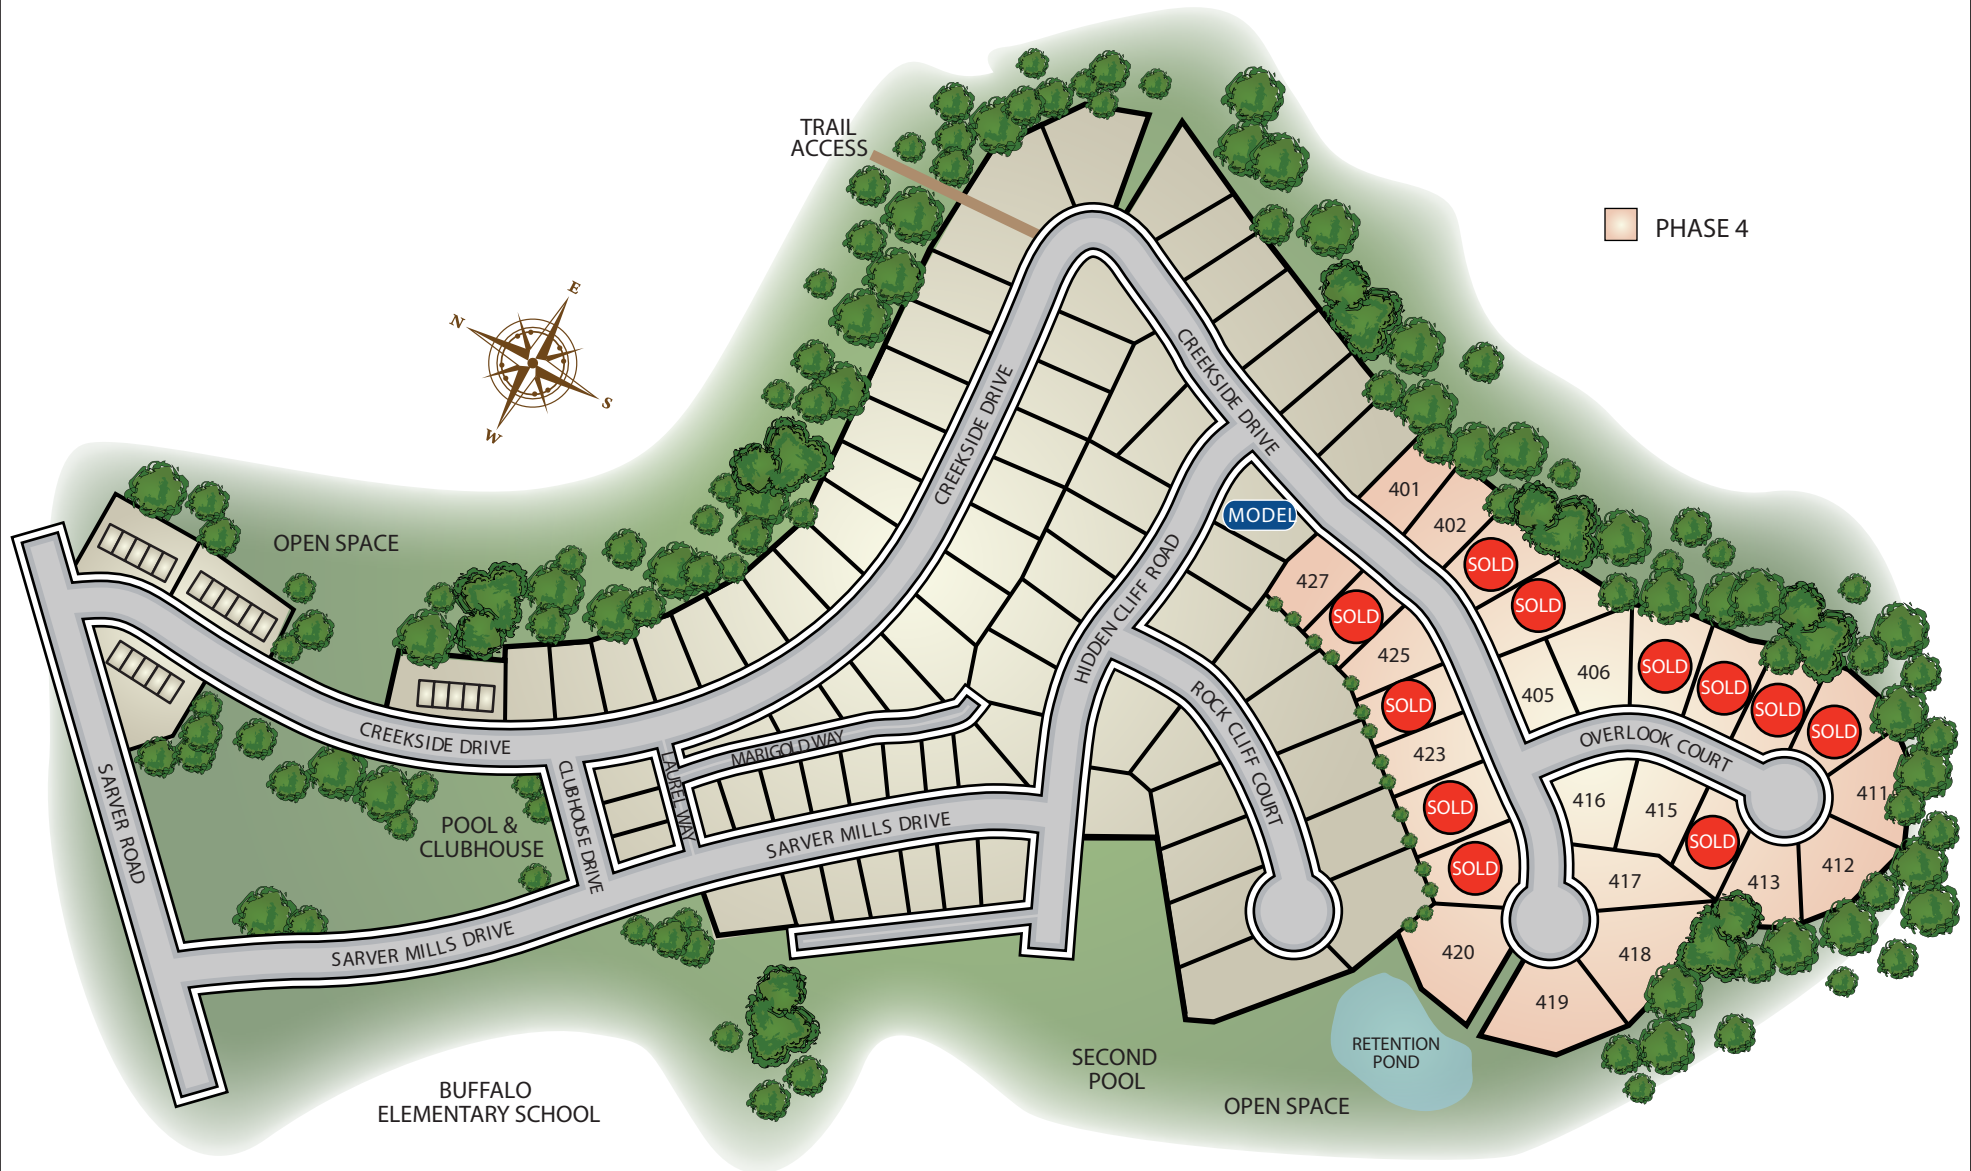 TRAIL
ACCESS
PHASE 4
E
N
S
W
CREEKSIDE DRIVE
CREEKSIDE DRIVE
401
402
MODEL
OPEN SPACE
HIDDEN CLIFF ROAD
SOLD
427
SOLD
SOLD
425
405
406
SOLD
SOLD
SOLD
SOLD
SOLD
ROCK CLIFF COURT
CREEKSIDE DRIVE
MARIGOLD WAY
OVERLOOK COURT
423
SARVER ROAD
CLUBHOUSE DRIVE
LAUREL WAY
416
415
411
SOLD
POOL &
CLUBHOUSE
SARVER MILLS DRIVE
SOLD
SOLD
417
413
412
SARVER MILLS DRIVE
420
418
419
RETENTION
POND
SECOND
POOL
BUFFALO
ELEMENTARY SCHOOL
OPEN SPACE